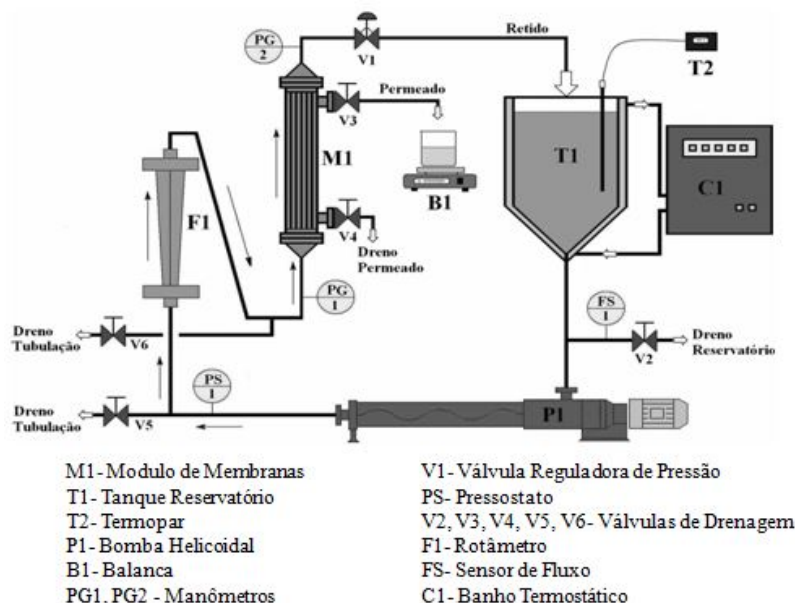 PG
2
V1
Retido
T2
Permeado
V3
M1
B1
T1
C1
F1
V4
Dreno
Permeado
PG
1
Dreno
Tubulação
V6
FS
1
V2
Dreno
Reservatório
PS
1
Dreno
Tubulação
V5
P1
M1- Modulo de Membranas
T1- Tanque Reservatório
T2- Termopar
P1- Bomba Helicoidal
B1- Balanca
PG1, PG2 - Manômetros
V1- Válvula Reguladora de Pressão
PS- Pressostato
V2, V3, V4, V5, V6- Válvulas de Drenagem
F1- Rotâmetro
FS- Sensor de Fluxo
C1- Banho Termostático